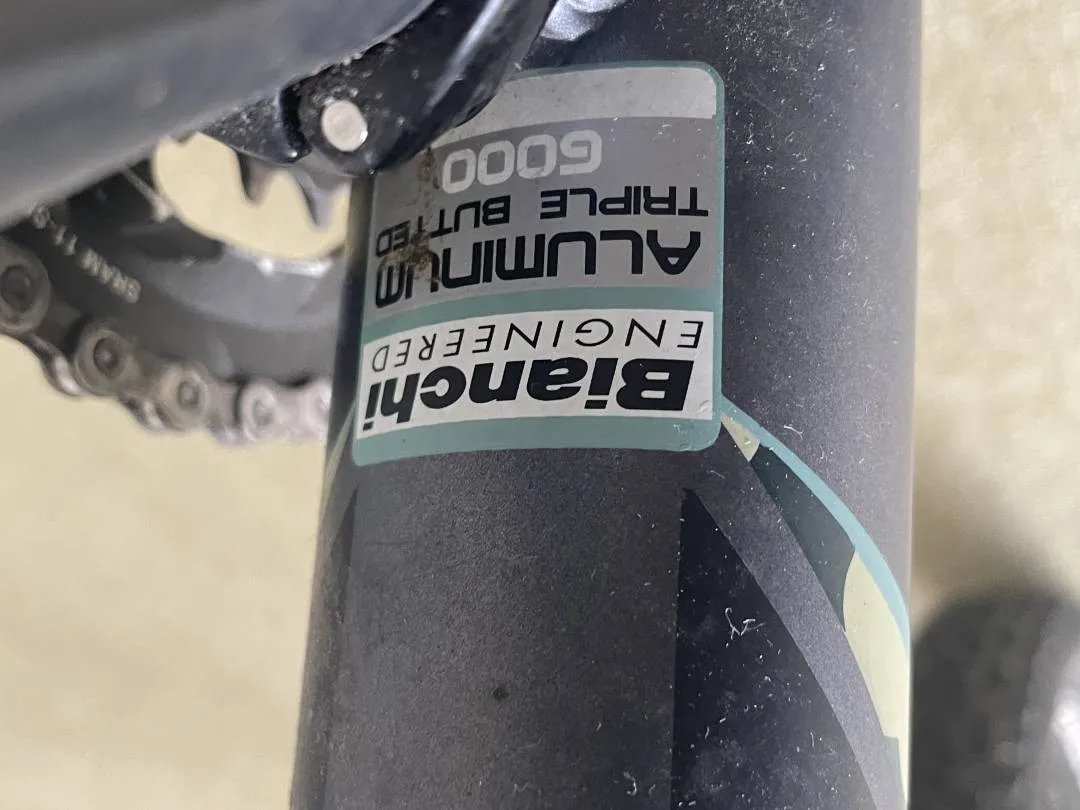 Bianchi
ENGINEERED
ALUMINUM
TRIPLE BUTTED
6000
SRAM